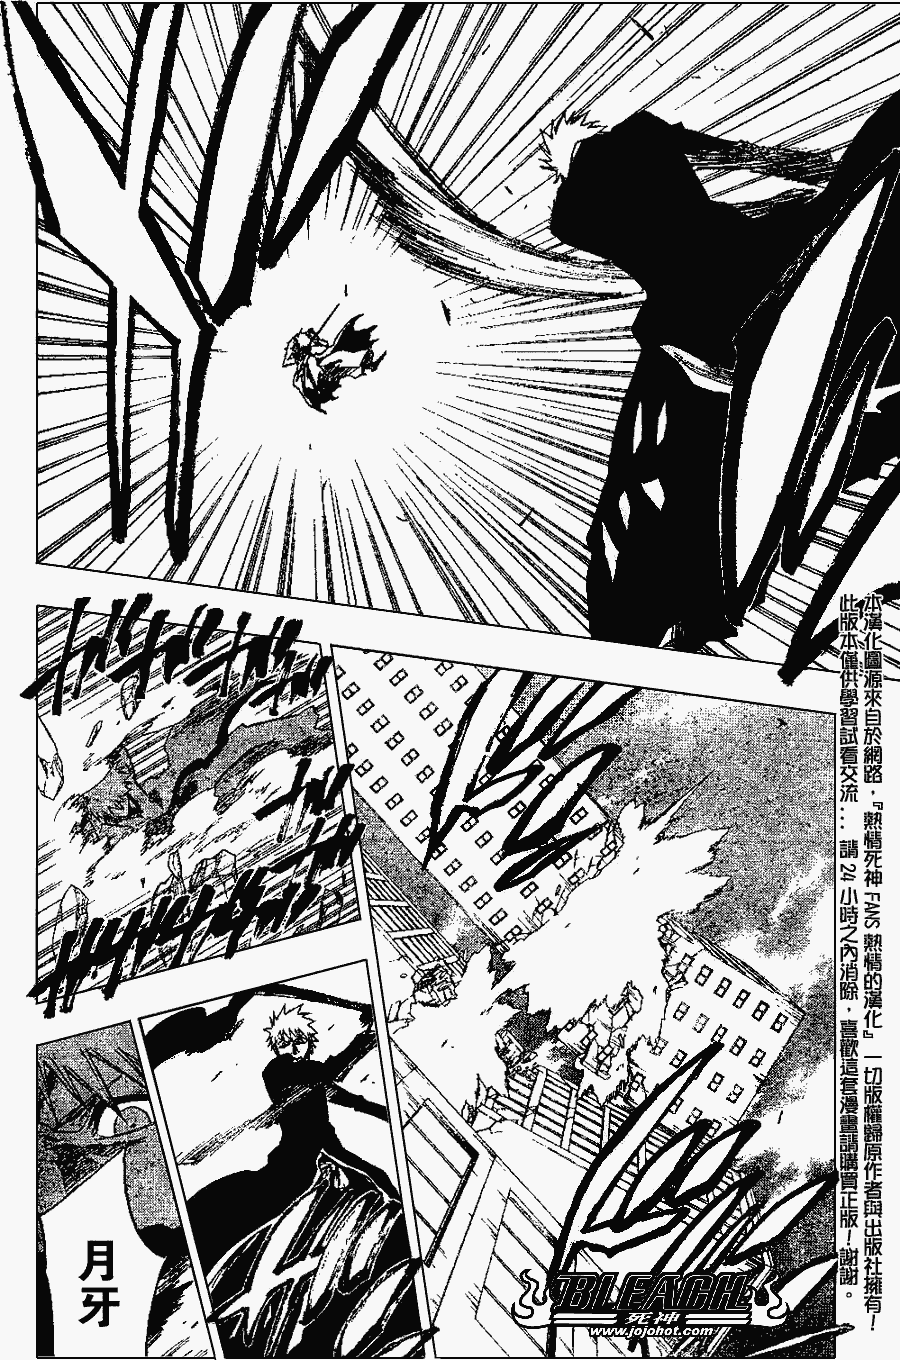 本漢化圖源來自於網路，『熱情死神 FANS 熱情的漢化』一切版權歸原作者與出版社擁有！
此版本僅供學習試看交流... 請 24 小時之內消除，喜歡這套漫畫請購買正版！謝謝。
月牙
BLEACH
死神
www.jojohot.com